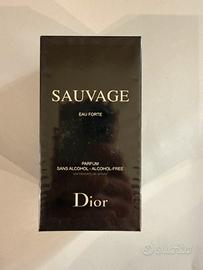 SAUVAGE
EAU FORTE
PARFUM
SANS ALCOHOL - ALCOHOL-FREE
Dior